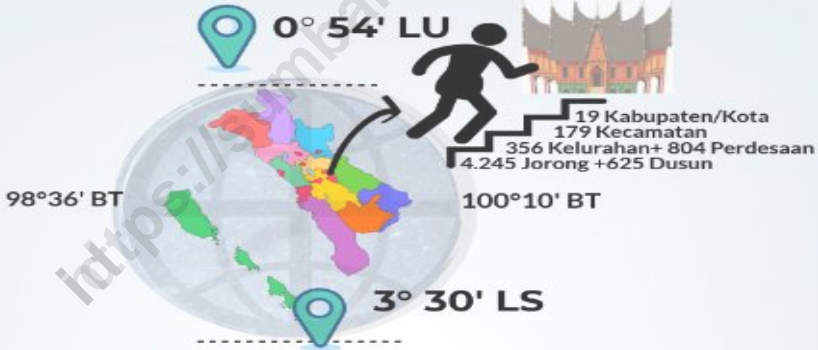 0° 54' LU
19 Kabupaten/Kota
179 Kecamatan
356 Kelurahan+ 804 Perdesaan
4.245 Jorong +625 Dusun
98°36' BT
100°10' BT
3° 30' LS